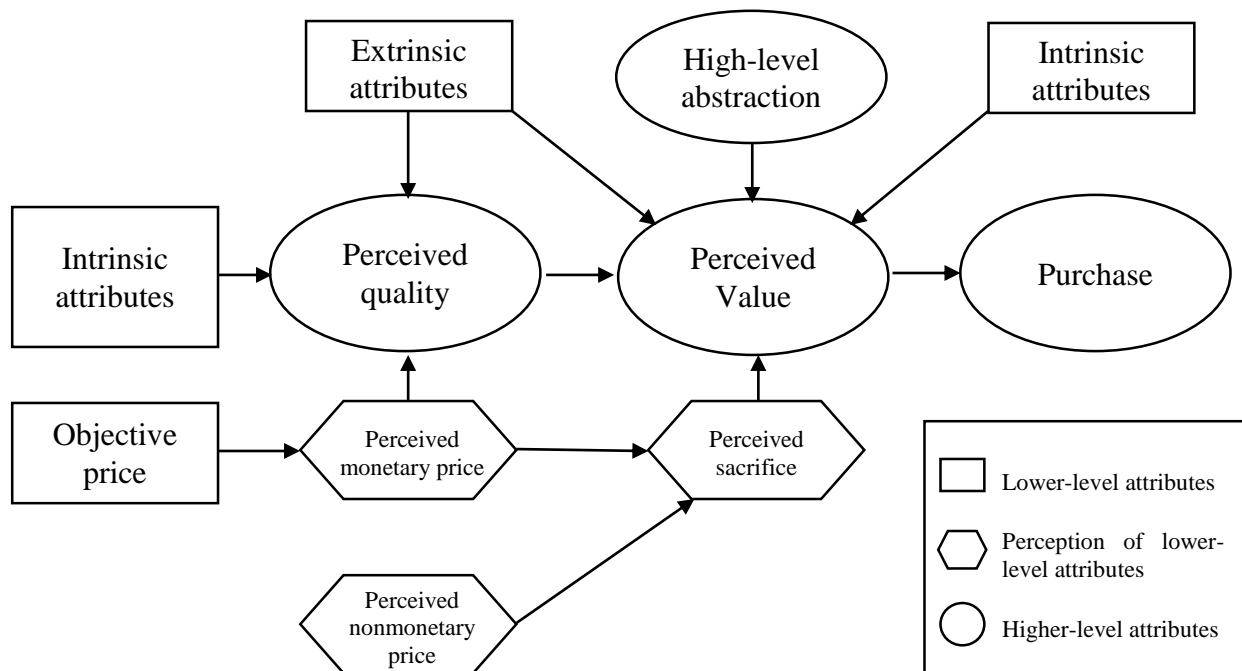 Extrinsic
attributes
High-level
abstraction
Intrinsic
attributes
Intrinsic
attributes
Perceived
quality
Perceived
Value
Purchase
Objective
price
Perceived
monetary price
Perceived
sacrifice
Perceived
nonmonetary
price
Lower-level attributes
Perception of lower-
level attributes
Higher-level attributes